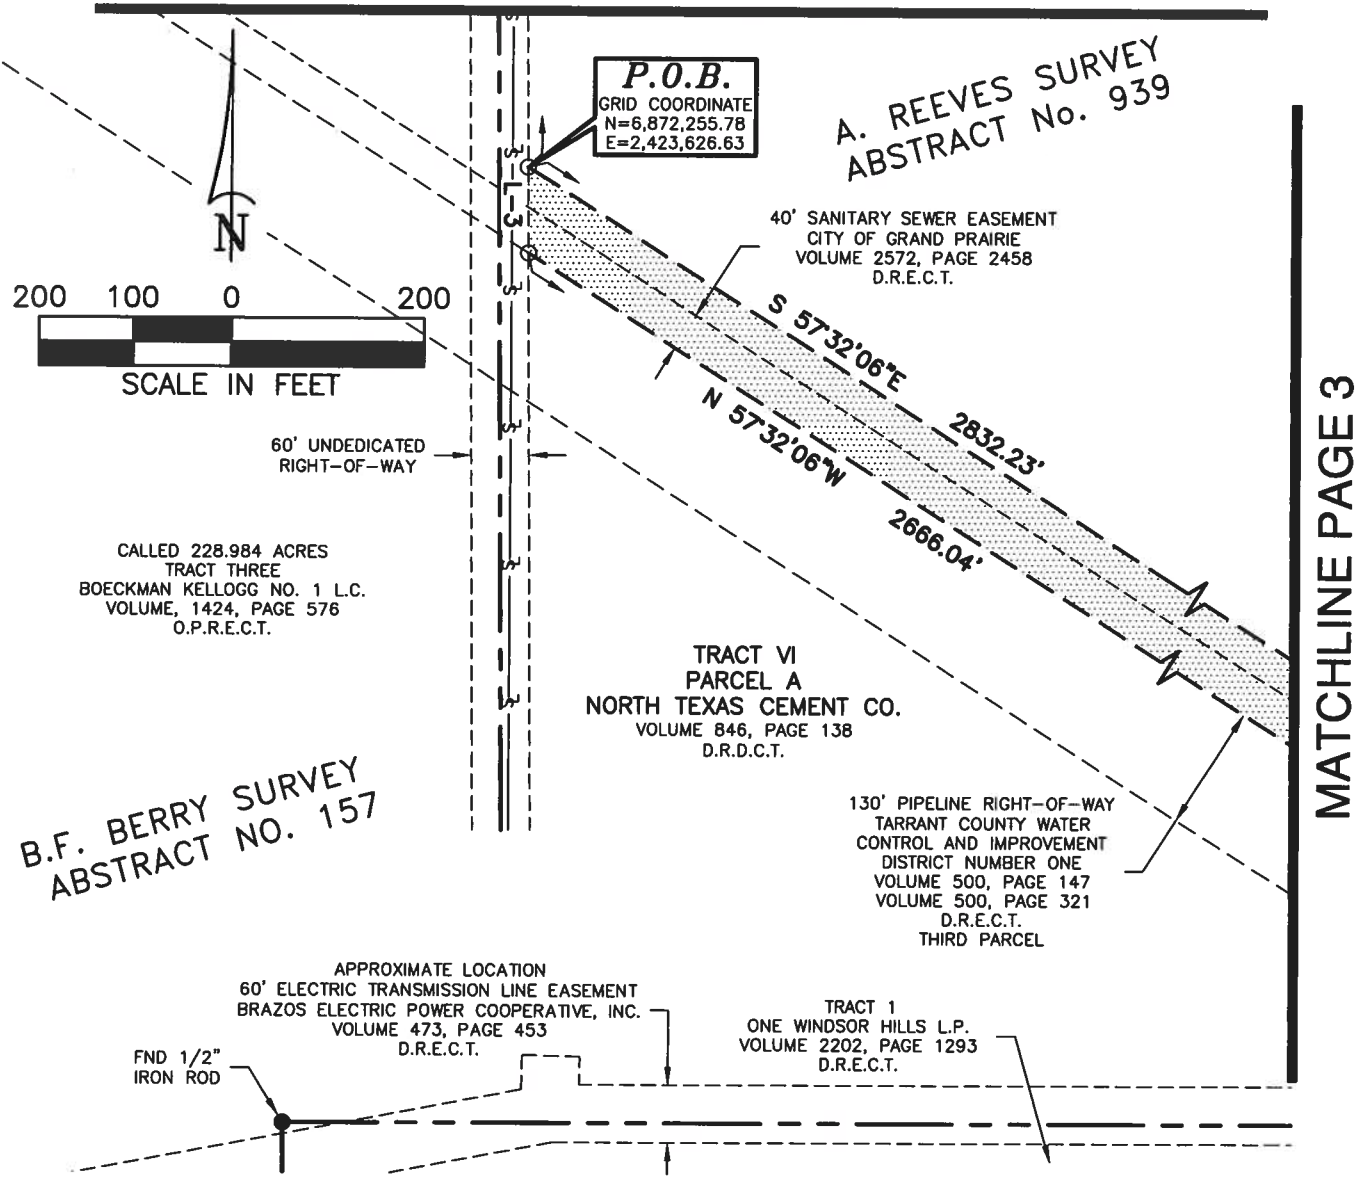 P.O.B.
GRID COORDINATE
N=6,872,255.78
E=2,423,626.63
A. REEVES SURVEY
ABSTRACT No. 939
40' SANITARY SEWER EASEMENT
CITY OF GRAND PRAIRIE
VOLUME 2572, PAGE 2458
D.R.E.C.T.
L-3
N
200 100 0 200
SCALE IN FEET
S 57°32'06"E 2832.23'
N 57°32'06"W 2666.04'
60' UNDEDICATED
RIGHT-OF-WAY
MATCHLINE PAGE 3
CALLED 228.984 ACRES
TRACT THREE
BOECKMAN KELLOGG NO. 1 L.C.
VOLUME, 1424, PAGE 576
O.P.R.E.C.T.
TRACT VI
PARCEL A
NORTH TEXAS CEMENT CO.
VOLUME 846, PAGE 138
D.R.D.C.T.
B.F. BERRY SURVEY
ABSTRACT NO. 157
130' PIPELINE RIGHT-OF-WAY
TARRANT COUNTY WATER
CONTROL AND IMPROVEMENT
DISTRICT NUMBER ONE
VOLUME 500, PAGE 147
VOLUME 500, PAGE 321
D.R.E.C.T.
THIRD PARCEL
APPROXIMATE LOCATION
60' ELECTRIC TRANSMISSION LINE EASEMENT
BRAZOS ELECTRIC POWER COOPERATIVE, INC.
VOLUME 473, PAGE 453
D.R.E.C.T.
TRACT 1
ONE WINDSOR HILLS L.P.
VOLUME 2202, PAGE 1293
D.R.E.C.T.
FND 1/2"
IRON ROD